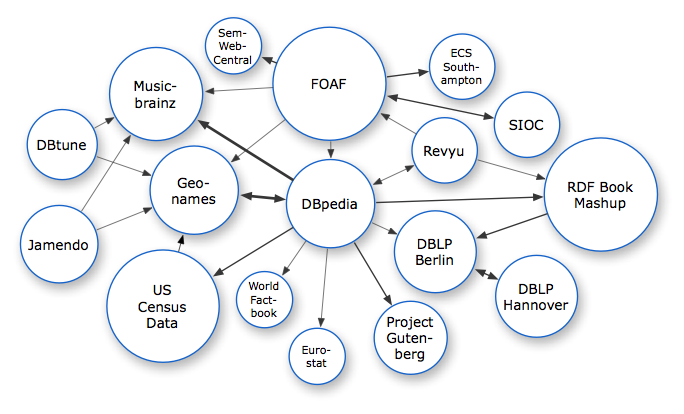 Sem-
Web-
Central
FOAF
ECS
South-
ampton
Music-
brainz
SIOC
DBtune
Revyu
Geo-
names
DBpedia
RDF Book
Mashup
Jamendo
DBLP
Berlin
US
Census
Data
World
Fact-
book
DBLP
Hannover
Project
Guten-
berg
Euro-
stat